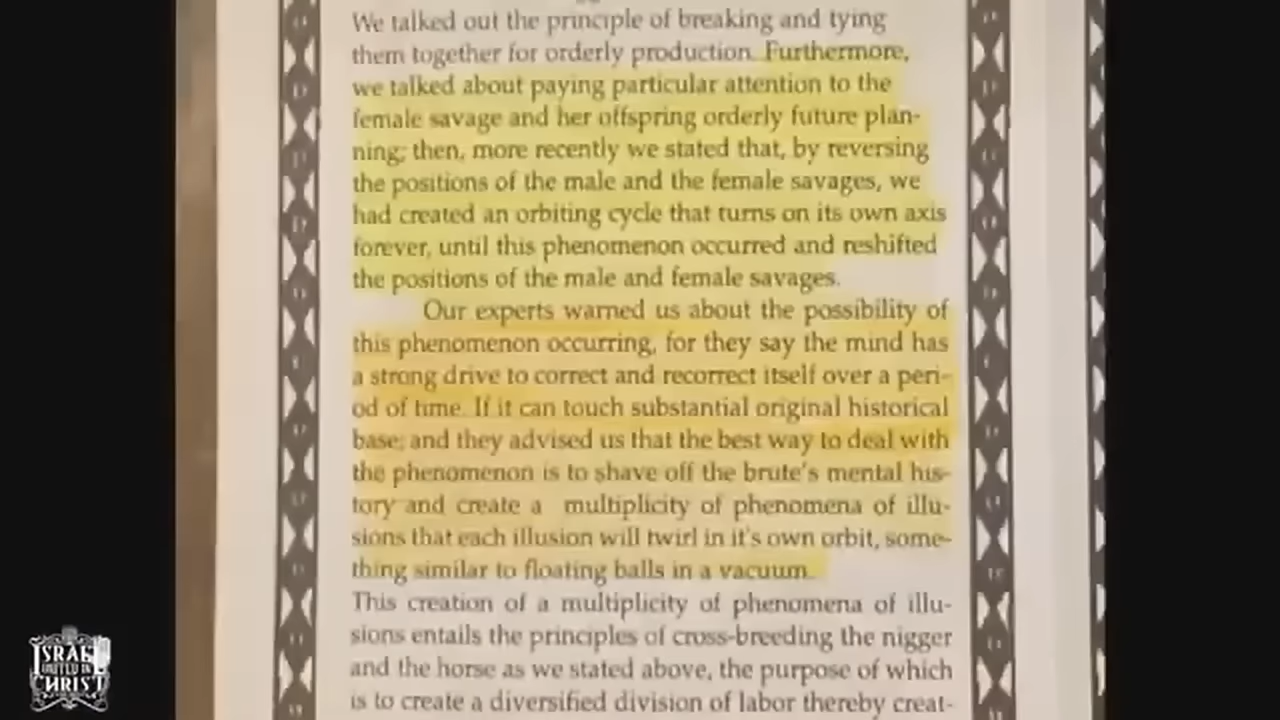 We talked out the principle of breaking and tying
them together for orderly production. Furthermore,
we talked about paying particular attention to the
female savage and her offspring orderly future plan-
ning; then, more recently we stated that, by reversing
the positions of the male and the female savages, we
had created an orbiting cycle that turns on its own axis
forever, until this phenomenon occurred and reshifted
the positions of the male and female savages.
Our experts warned us about the possibility of
this phenomenon occurring, for they say the mind has
a strong drive to correct and recorrect itself over a peri-
od of time. If it can touch substantial original historical
base; and they advised us that the best way to deal with
the phenomenon is to shave off the brute's mental his-
tory and create a multiplicity of phenomena of illu-
sions that each illusion will twirl in it's own orbit, some-
thing similar to floating balls in a vacuum.
This creation of a multiplicity of phenomena of illu-
sions entails the principles of cross-breeding the nigger
and the horse as we stated above, the purpose of which
is to create a diversified division of labor thereby creat-
ISRAEL
UNITED IN
CHRIST